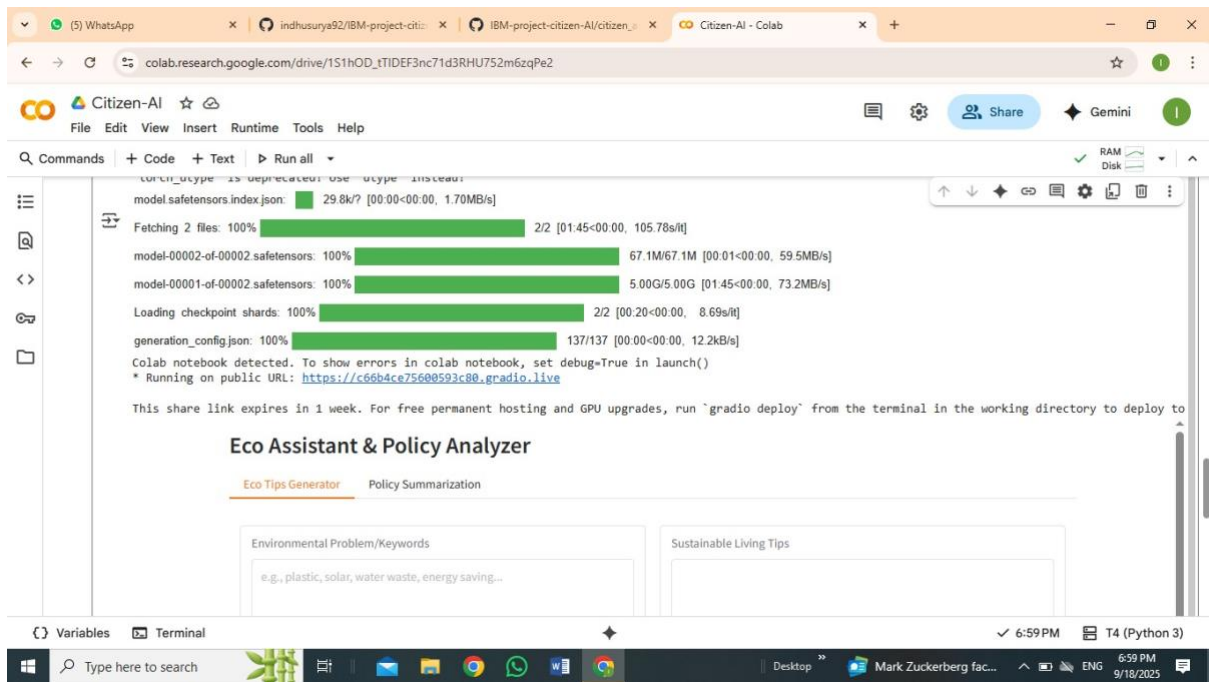 (5) WhatsApp
indhusurya92/IBM-project-citiz
IBM-project-citizen-AI/citizen_a
Citizen-AI - Colab
colab.research.google.com/drive/1S1hOD_tTIDEF3nc71d3RHU752m6zqPe2
I
Citizen-AI
File Edit View Insert Runtime Tools Help
Share
Gemini
I
Commands + Code + Text Run all
RAM
Disk
`torch_dtype` is deprecated! Use `dtype` instead!
model.safetensors.index.json: 29.8k/? [00:00<00:00, 1.70MB/s]
Fetching 2 files: 100% 2/2 [01:45<00:00, 105.78s/it]
model-00002-of-00002.safetensors: 100% 67.1M/67.1M [00:01<00:00, 59.5MB/s]
model-00001-of-00002.safetensors: 100% 5.00G/5.00G [01:45<00:00, 73.2MB/s]
Loading checkpoint shards: 100% 2/2 [00:20<00:00, 8.69s/it]
generation_config.json: 100% 137/137 [00:00<00:00, 12.2kB/s]
Colab notebook detected. To show errors in colab notebook, set debug=True in launch()
* Running on public URL: https://c66b4ce75600593c80.gradio.live
This share link expires in 1 week. For free permanent hosting and GPU upgrades, run `gradio deploy` from the terminal in the working directory to deploy to
Eco Assistant & Policy Analyzer
Eco Tips Generator Policy Summarization
Environmental Problem/Keywords
Sustainable Living Tips
e.g., plastic, solar, water waste, energy saving...
Variables Terminal
6:59 PM T4 (Python 3)
Type here to search
Desktop
Mark Zuckerberg fac...
ENG
6:59 PM
9/18/2025